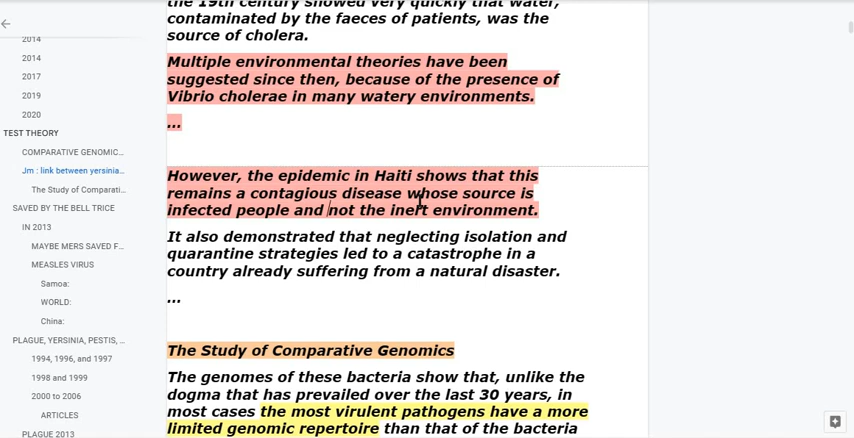 2014
2014
2017
2019
2020
TEST THEORY
COMPARATIVE GENOMIC...
Jm : link between yersinia...
The Study of Comparati...
SAVED BY THE BELL TRICE
IN 2013
MAYBE MERS SAVED F...
MEASLES VIRUS
Samoa:
WORLD:
China:
PLAGUE, YERSINIA, PESTIS, ...
1994, 1996, and 1997
1998 and 1999
2000 to 2006
ARTICLES
PLAGUE 2013
the 19th century showed very quickly that water,
contaminated by the faeces of patients, was the
source of cholera.
Multiple environmental theories have been
suggested since then, because of the presence of
Vibrio cholerae in many watery environments.
...
However, the epidemic in Haiti shows that this
remains a contagious disease whose source is
infected people and not the inert environment.
It also demonstrated that neglecting isolation and
quarantine strategies led to a catastrophe in a
country already suffering from a natural disaster.
...
The Study of Comparative Genomics
The genomes of these bacteria show that, unlike the
dogma that has prevailed over the last 30 years, in
most cases the most virulent pathogens have a more
limited genomic repertoire than that of the bacteria